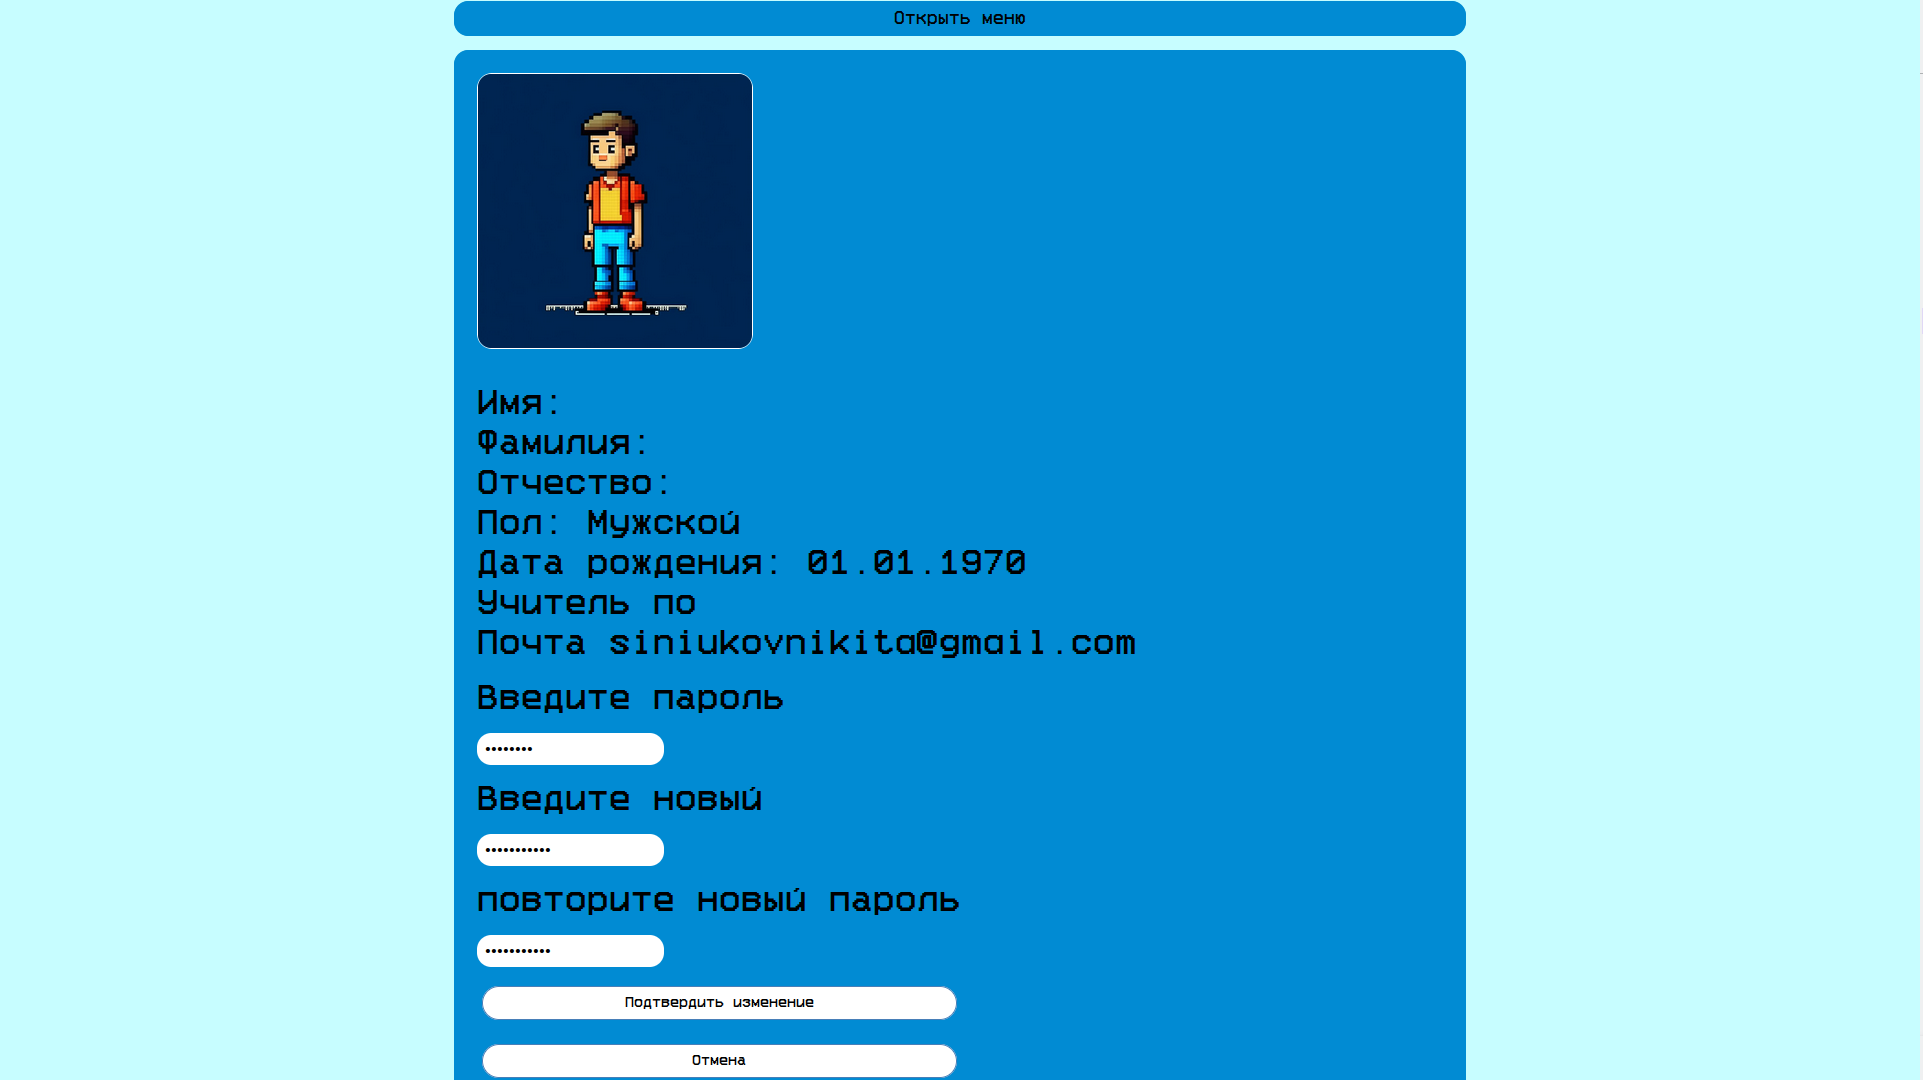 Открыть меню
Имя:
Фамилия:
Отчество:
Пол: Мужской
Дата рождения: 01.01.1970
Учитель по
Почта siniukovnikita@gmail.com
Введите пароль
••••••••
Введите новый
•••••••••••
повторите новый пароль
•••••••••••
Подтвердить изменение
Отмена